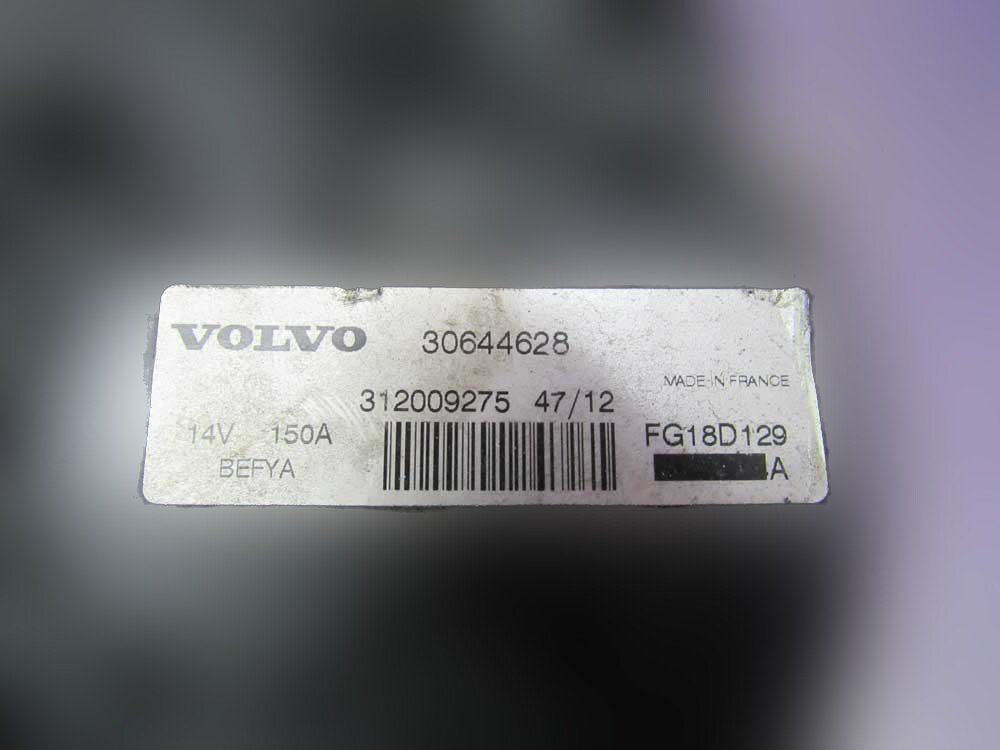 VOLVO 30644628
MADE IN FRANCE
312009275 47/12
14V 150A FG18D129
BEFYA A